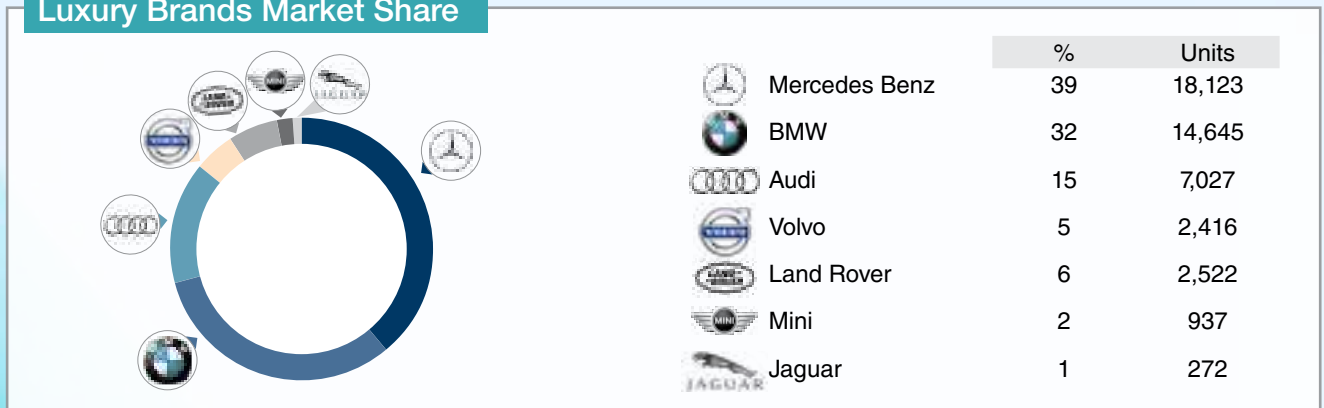 Luxury Brands Market Share
% Units
Mercedes Benz 39 18,123
BMW 32 14,645
Audi 15 7,027
Volvo 5 2,416
Land Rover 6 2,522
Mini 2 937
JAGUAR Jaguar 1 272